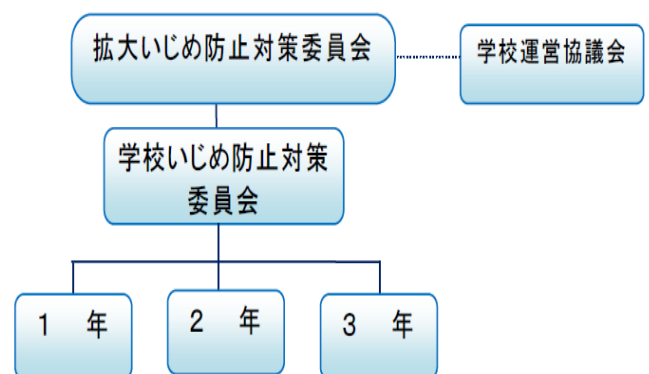 拡大いじめ防止対策委員会
学校運営協議会
学校いじめ防止対策
委員会
１　年
２　年
３　年